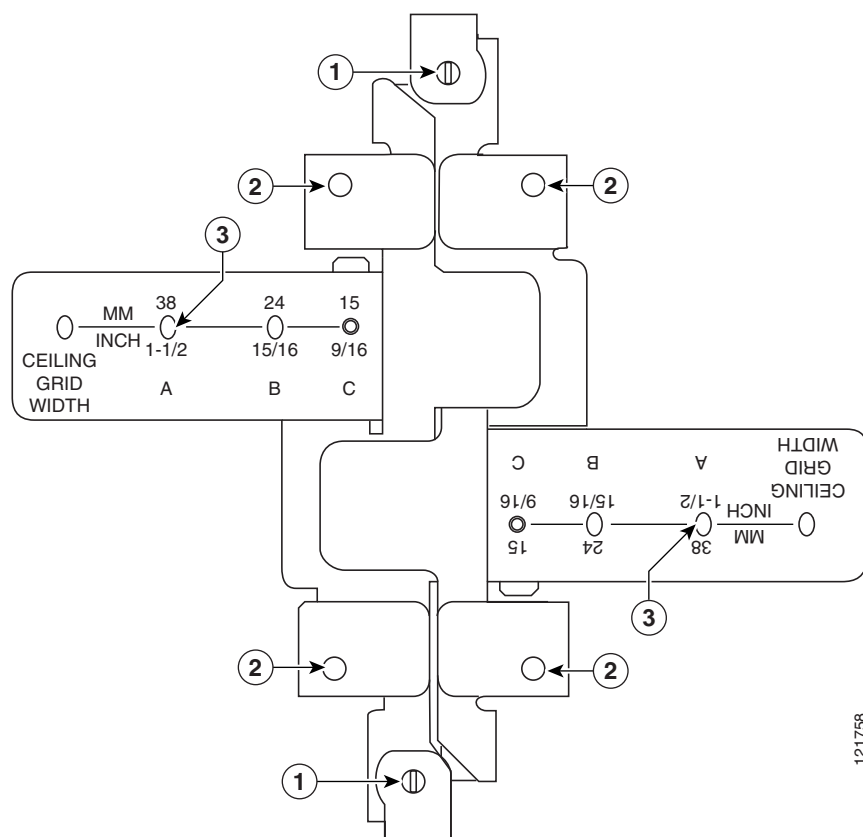 1
2
2
3
38 24 15
MM
INCH
1-1/2 15/16 9/16
CEILING
GRID
WIDTH
A B C
CEILING
GRID
WIDTH
A B C
1-1/2 15/16 9/16
INCH
MM
38 24 15
3
2
2
1
121758